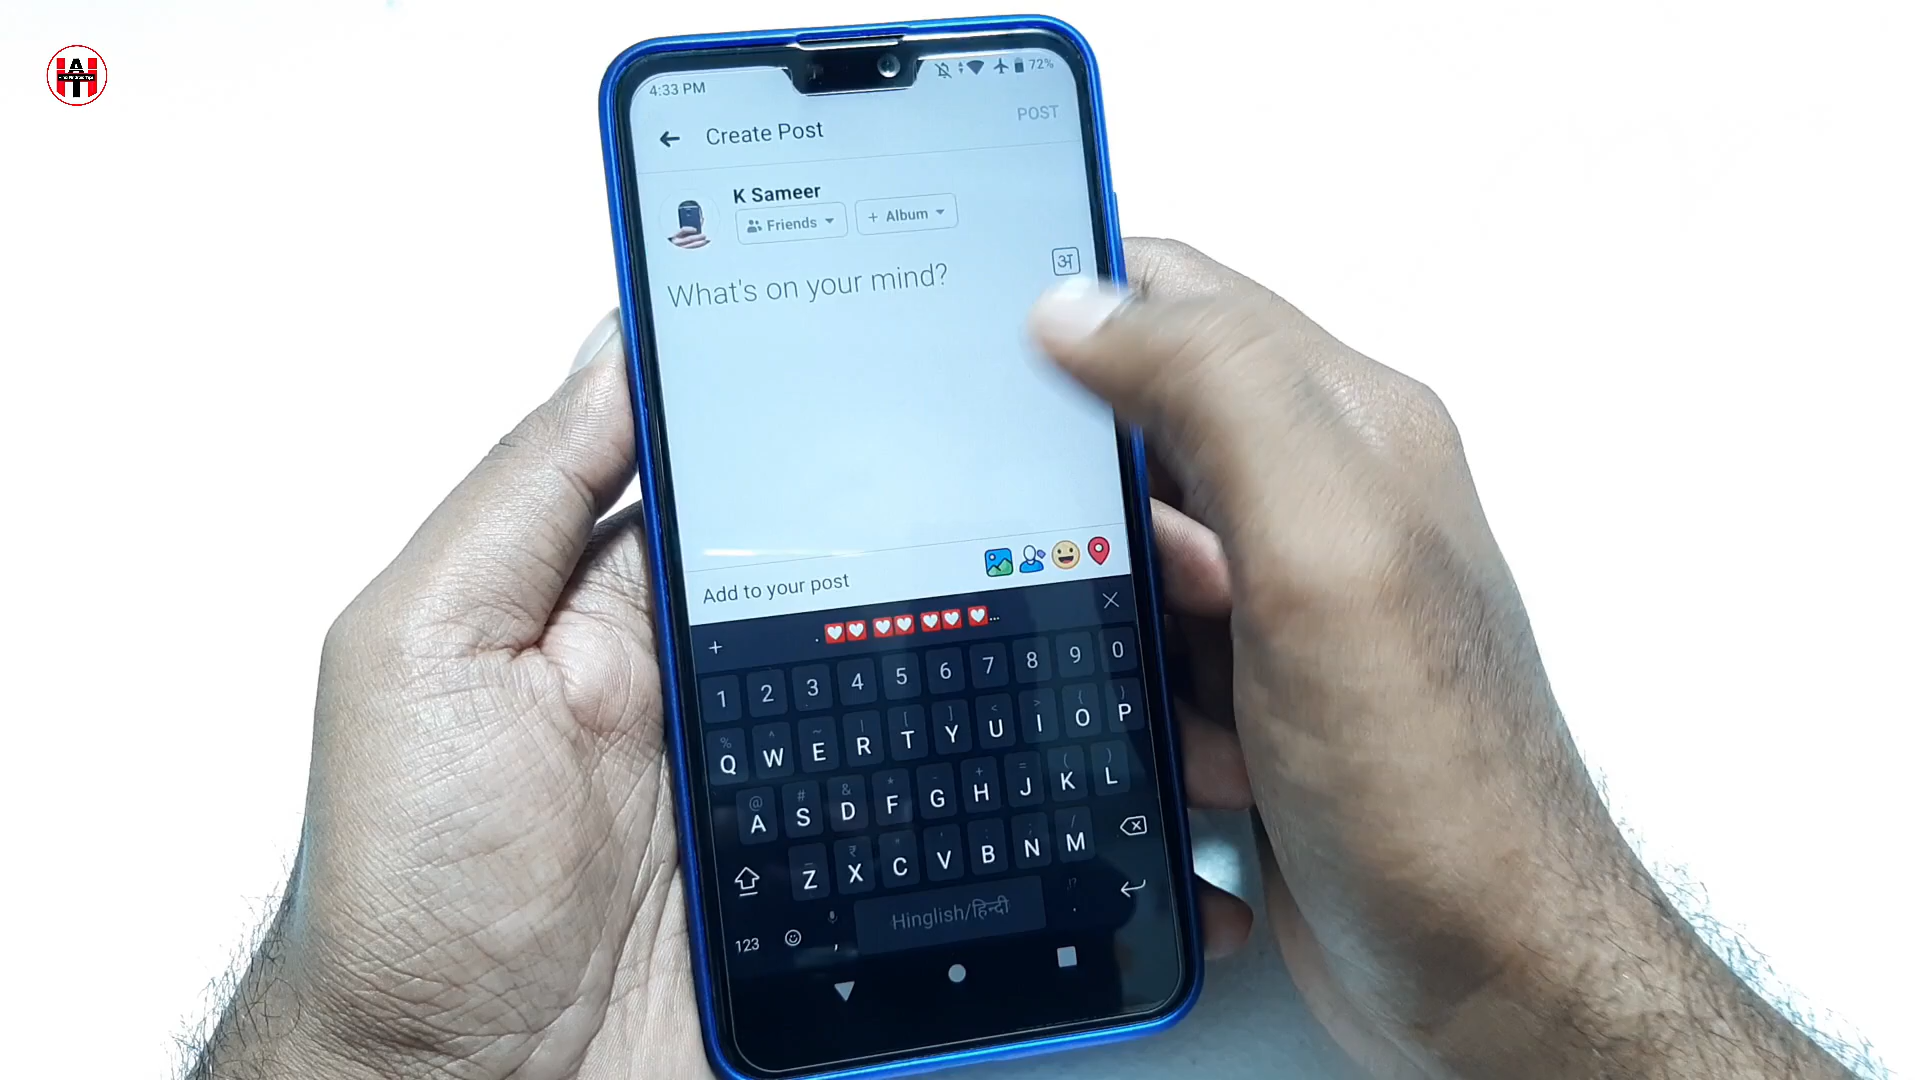 4:33 PM
72%
Create Post
POST
K Sameer
Friends
+ Album
What's on your mind?
अ
Add to your post
1 2 3 4 5 6 7 8 9 0
Q W E R T Y U I O P
A S D F G H J K L
Z X C V B N M
123
Hinglish/हिन्दी